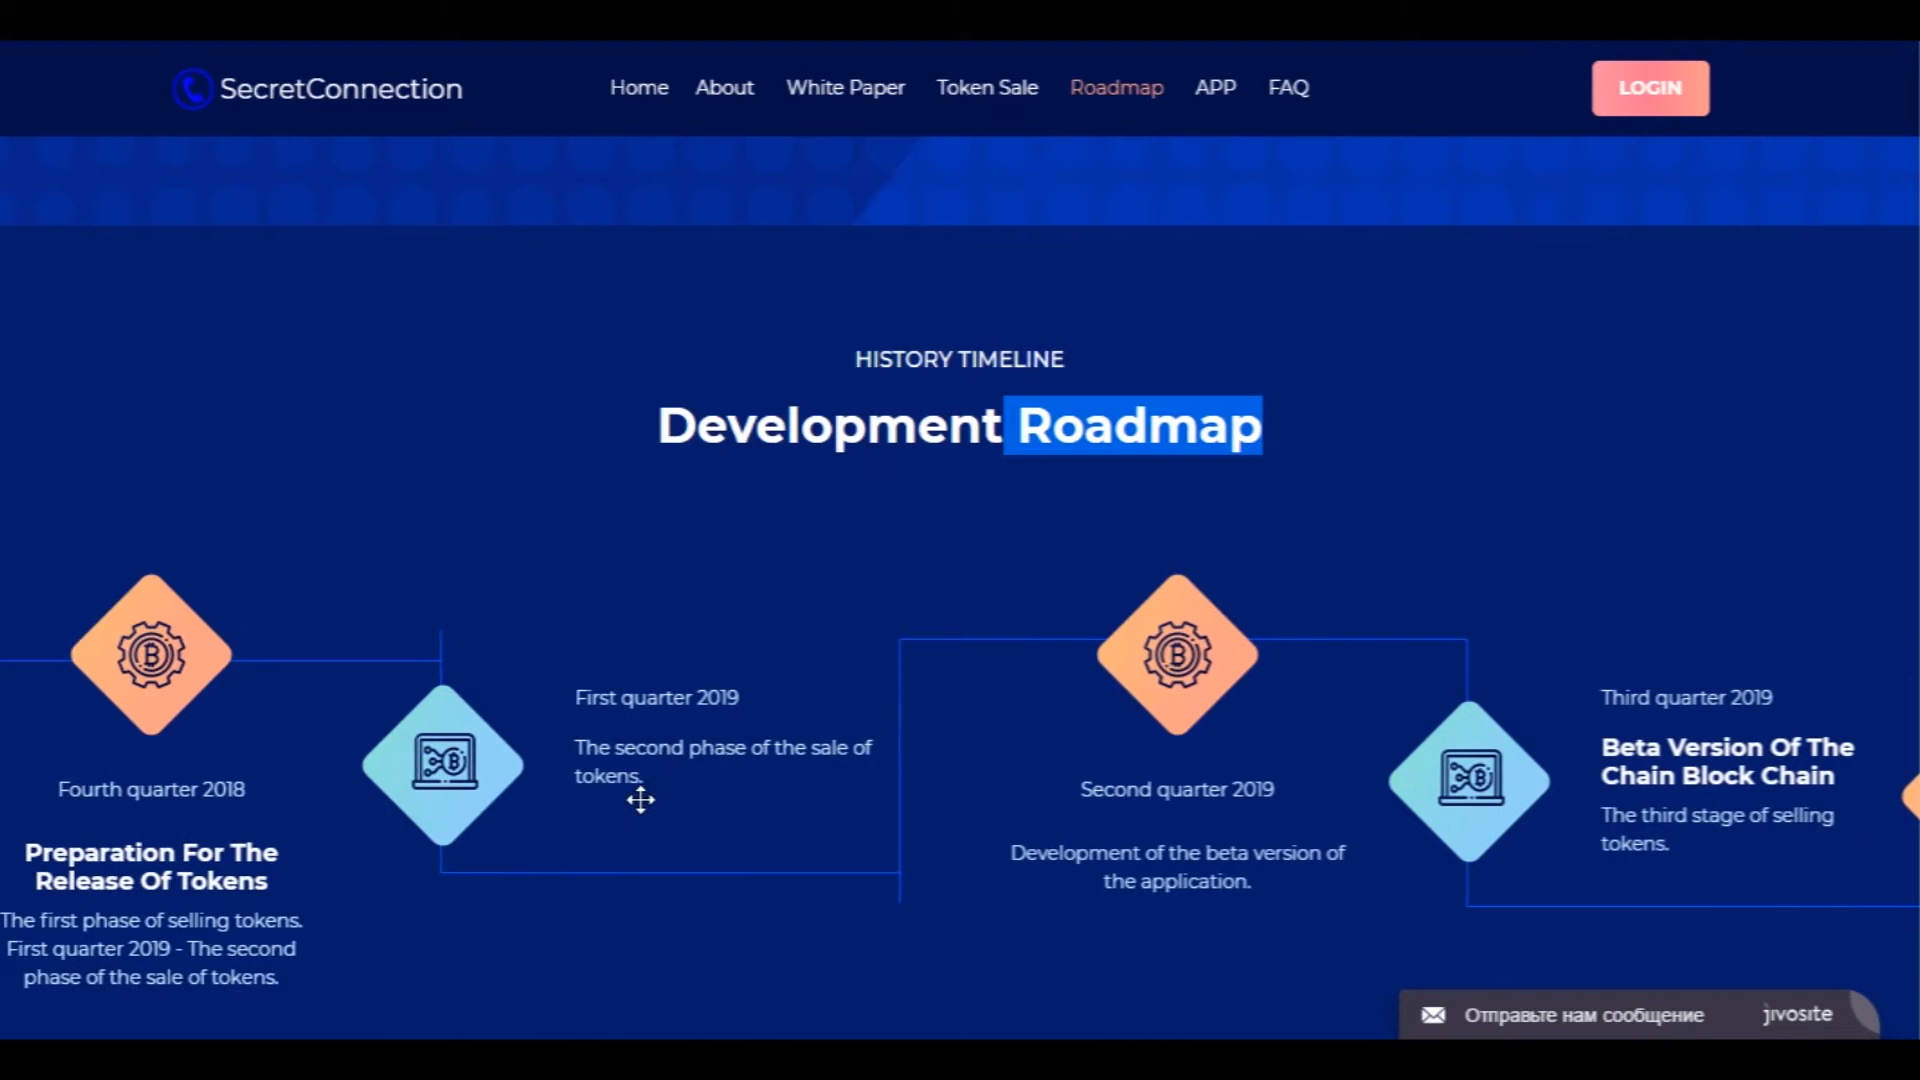 SecretConnection
Home About White Paper Token Sale Roadmap APP FAQ
LOGIN
HISTORY TIMELINE
Development Roadmap
Fourth quarter 2018
Preparation For The
Release Of Tokens
The first phase of selling tokens.
First quarter 2019 - The second
phase of the sale of tokens.
First quarter 2019
The second phase of the sale of
tokens.
Second quarter 2019
Development of the beta version of
the application.
Third quarter 2019
Beta Version Of The
Chain Block Chain
The third stage of selling
tokens.
Отправьте нам сообщение jivosite